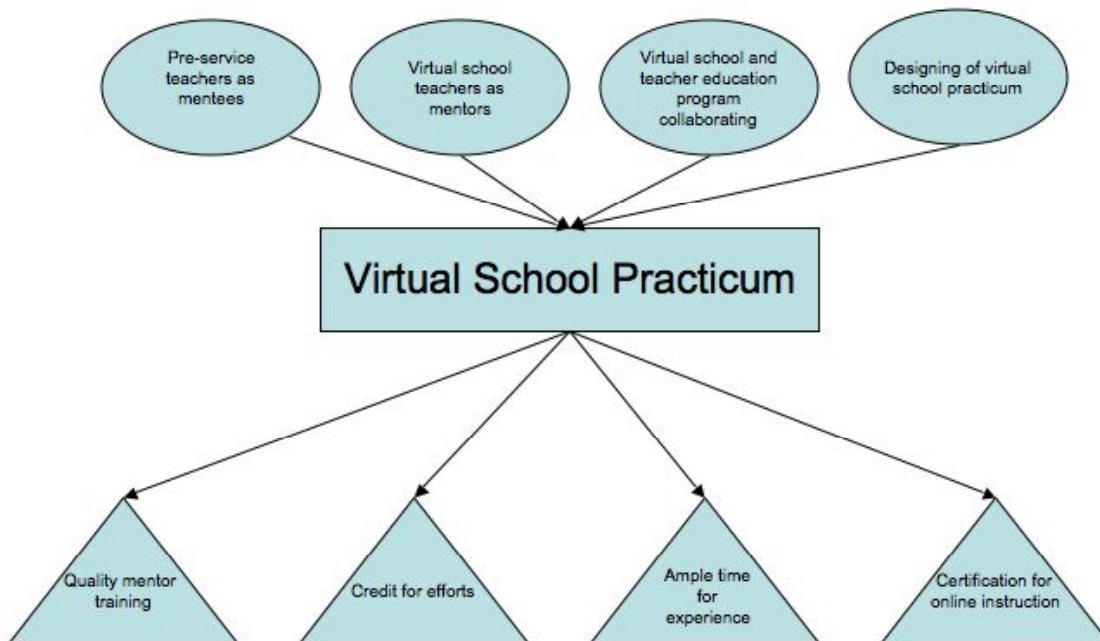 Pre-service
teachers as
mentees
Virtual school
teachers as
mentors
Virtual school and
teacher education
program
collaborating
Designing of virtual
school practicum
Virtual School Practicum
Quality mentor
training
Credit for efforts
Ample time
for
experience
Certification for
online instruction